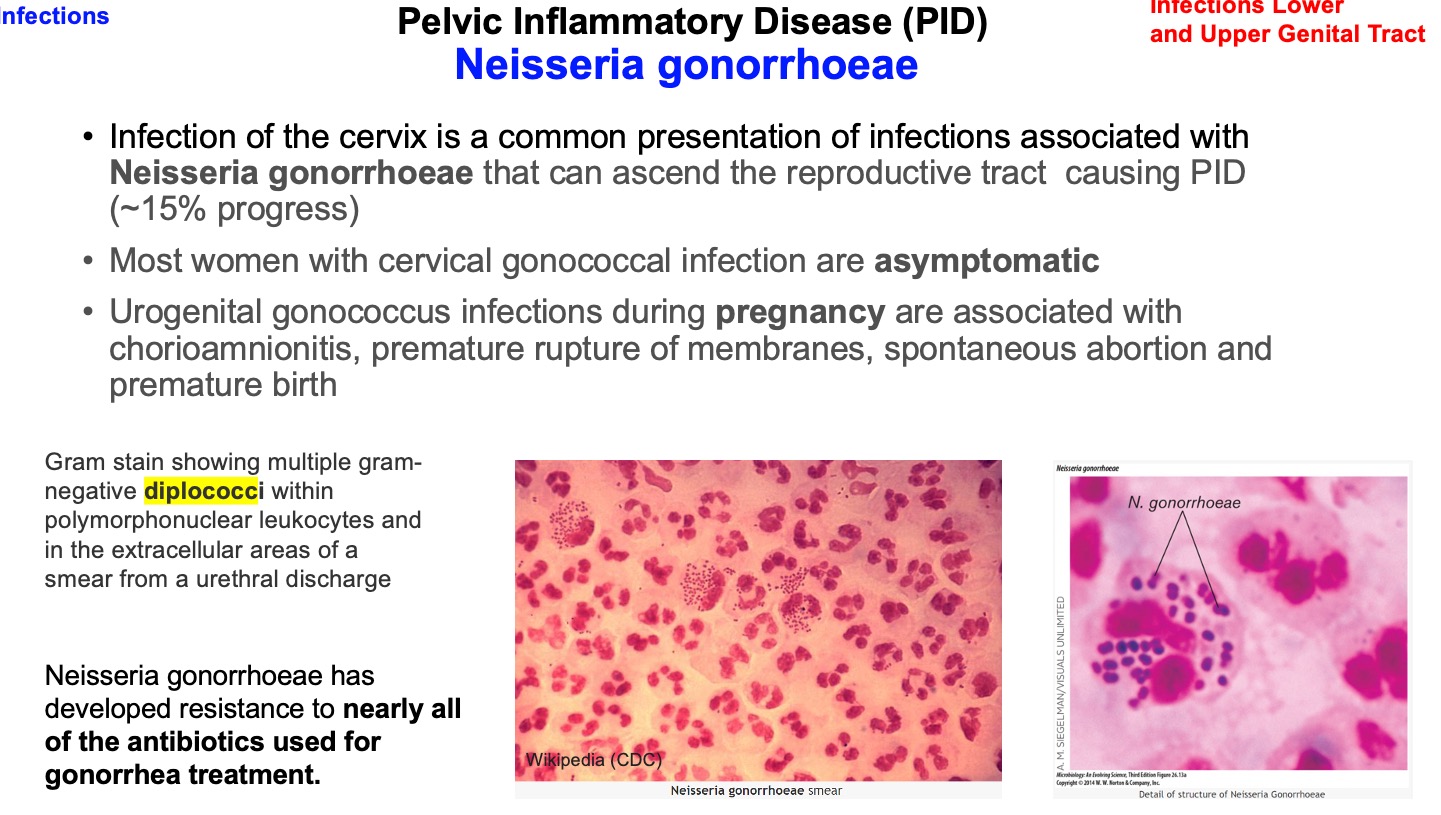 Infections
Pelvic Inflammatory Disease (PID)
Neisseria gonorrhoeae
Infections Lower
and Upper Genital Tract
• Infection of the cervix is a common presentation of infections associated with
Neisseria gonorrhoeae that can ascend the reproductive tract causing PID
(~15% progress)
• Most women with cervical gonococcal infection are asymptomatic
• Urogenital gonococcus infections during pregnancy are associated with
chorioamnionitis, premature rupture of membranes, spontaneous abortion and
premature birth
Gram stain showing multiple gram-
negative diplococci within
polymorphonuclear leukocytes and
in the extracellular areas of a
smear from a urethral discharge
Neisseria gonorrhoeae has
developed resistance to nearly all
of the antibiotics used for
gonorrhea treatment.
Wikipedia (CDC)
Neisseria gonorrhoeae smear
Neisseria gonorrhoeae
N. gonorrhoeae
A. M. SIEGELMAN/VISUALS UNLIMITED
Microbiology: An Evolving Science, Third Edition Figure 26.13a
Copyright © 2014 W. W. Norton & Company, Inc.
Detail of structure of Neisseria Gonorrhoeae